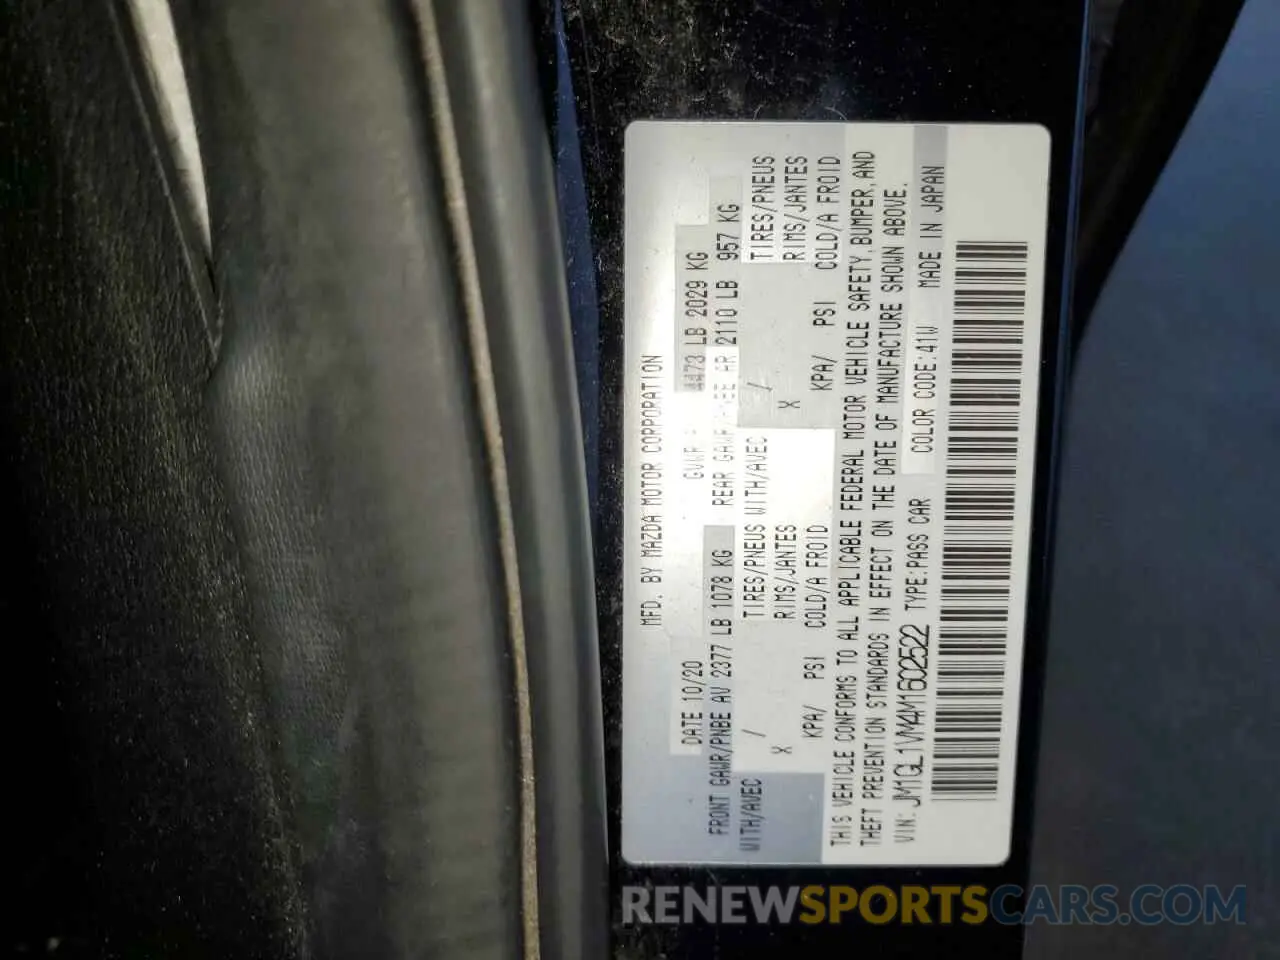 MFD. BY MAZDA MOTOR CORPORATION
DATE 10/20 GVWR 4473 LB 2029 KG
FRONT GAWR/PNBE AV 2377 LB 1078 KG REAR GAWR/PNBE AR 2110 LB 957 KG
WITH/AVEC / TIRES/PNEUS WITH/AVEC / TIRES/PNEUS
X RIMS/JANTES X RIMS/JANTES
KPA/ PSI COLD/A FROID KPA/ PSI COLD/A FROID
THIS VEHICLE CONFORMS TO ALL APPLICABLE FEDERAL MOTOR VEHICLE SAFETY, BUMPER, AND
THEFT PREVENTION STANDARDS IN EFFECT ON THE DATE OF MANUFACTURE SHOWN ABOVE.
VIN: JM1GL1VM4M1602522 TYPE:PASS CAR COLOR CODE:41W MADE IN JAPAN
RENEWSPORTSCARS.COM